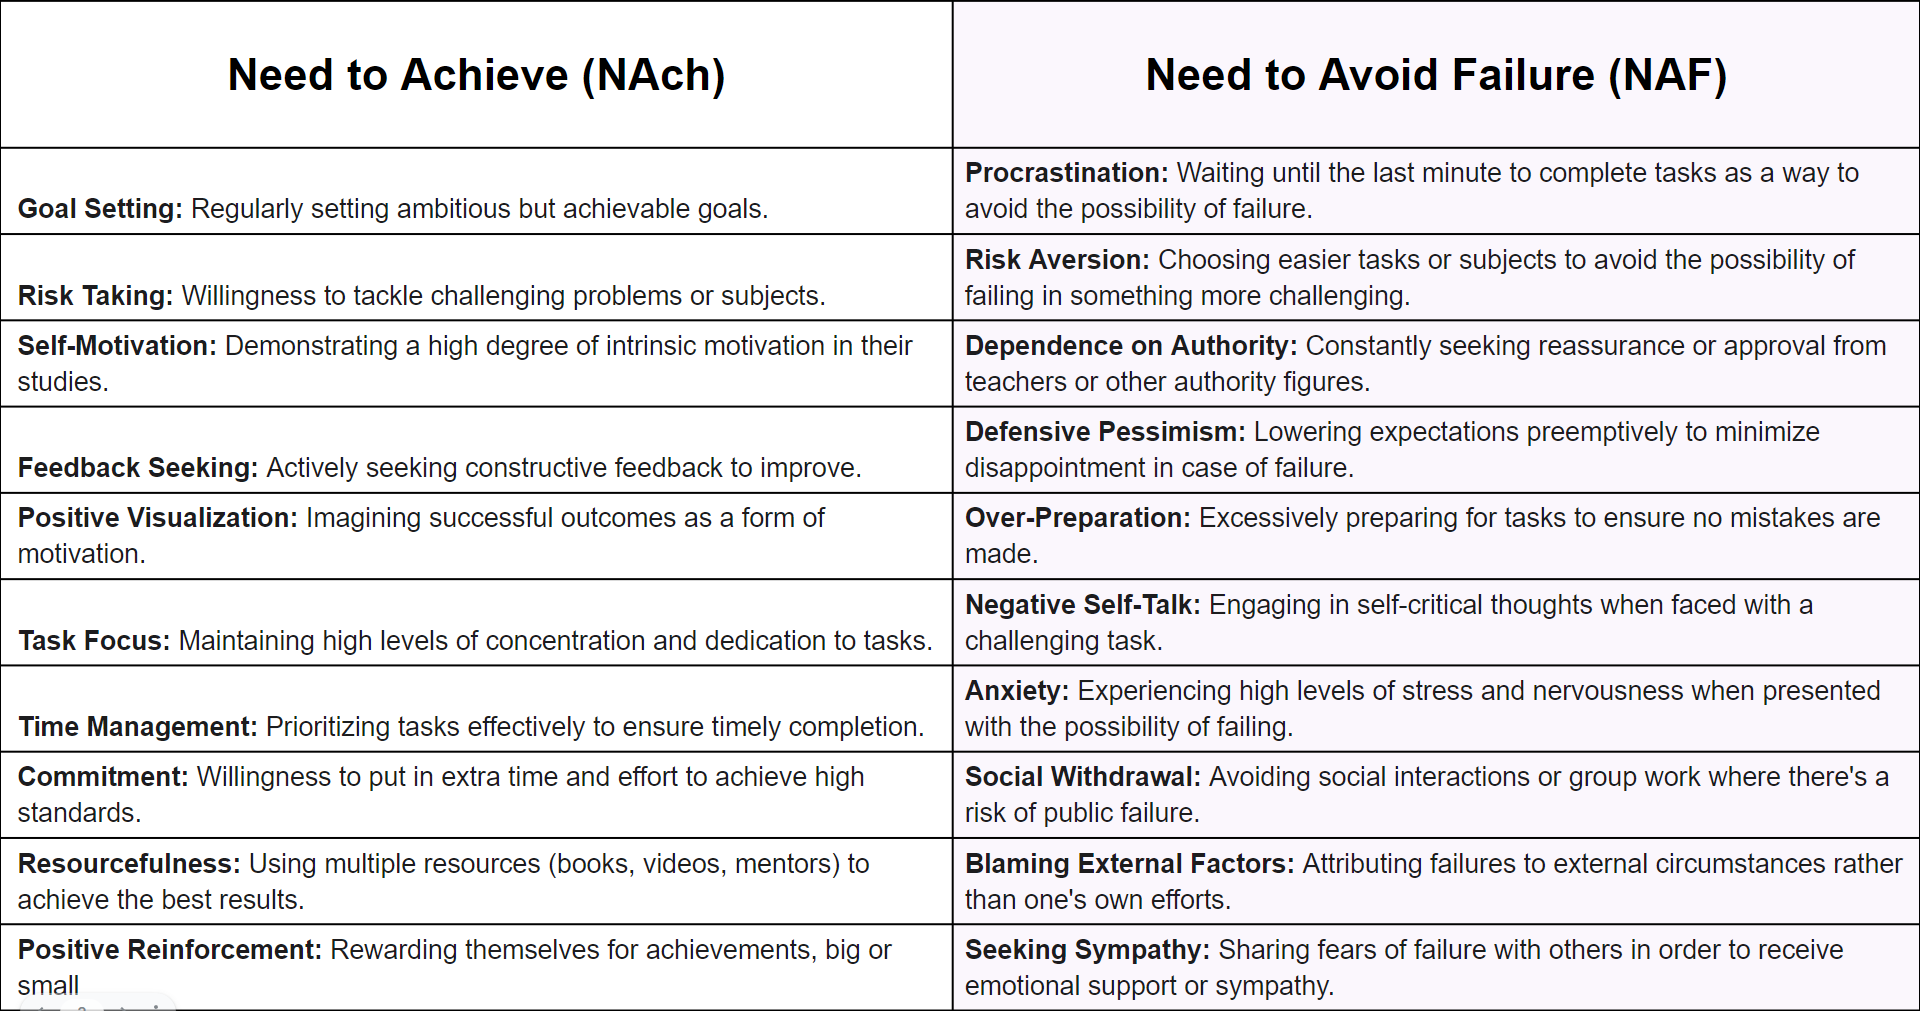 Need to Achieve (NAch)
Need to Avoid Failure (NAF)
Goal Setting: Regularly setting ambitious but achievable goals.
Procrastination: Waiting until the last minute to complete tasks as a way to
avoid the possibility of failure.
Risk Taking: Willingness to tackle challenging problems or subjects.
Risk Aversion: Choosing easier tasks or subjects to avoid the possibility of
failing in something more challenging.
Self-Motivation: Demonstrating a high degree of intrinsic motivation in their
studies.
Dependence on Authority: Constantly seeking reassurance or approval from
teachers or other authority figures.
Feedback Seeking: Actively seeking constructive feedback to improve.
Defensive Pessimism: Lowering expectations preemptively to minimize
disappointment in case of failure.
Positive Visualization: Imagining successful outcomes as a form of
motivation.
Over-Preparation: Excessively preparing for tasks to ensure no mistakes are
made.
Task Focus: Maintaining high levels of concentration and dedication to tasks.
Negative Self-Talk: Engaging in self-critical thoughts when faced with a
challenging task.
Time Management: Prioritizing tasks effectively to ensure timely completion.
Anxiety: Experiencing high levels of stress and nervousness when presented
with the possibility of failing.
Commitment: Willingness to put in extra time and effort to achieve high
standards.
Social Withdrawal: Avoiding social interactions or group work where there's a
risk of public failure.
Resourcefulness: Using multiple resources (books, videos, mentors) to
achieve the best results.
Blaming External Factors: Attributing failures to external circumstances rather
than one's own efforts.
Positive Reinforcement: Rewarding themselves for achievements, big or
small
Seeking Sympathy: Sharing fears of failure with others in order to receive
emotional support or sympathy.